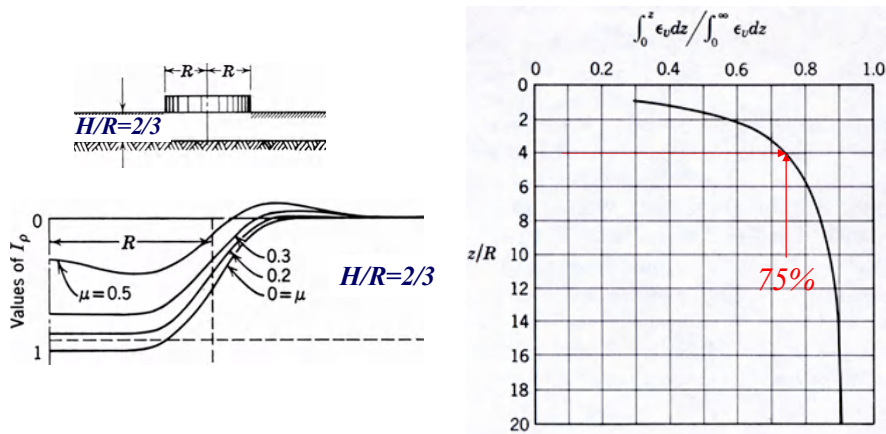 R R
H/R=2/3
Values of Iρ
0
1
R
μ=0.5
0.3
0.2
0=μ
H/R=2/3
∫₀ᶻ ϵᵥdz / ∫₀^∞ ϵᵥdz
0 0.2 0.4 0.6 0.8 1.0
0
2
4
6
8
z/R
10
12
14
16
18
20
75%